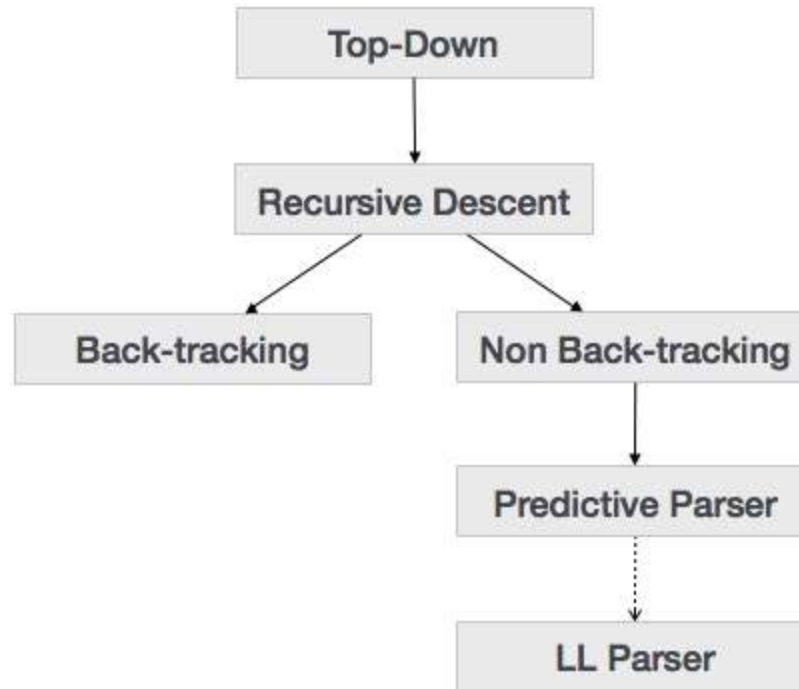 Top-Down
Recursive Descent
Back-tracking
Non Back-tracking
Predictive Parser
LL Parser